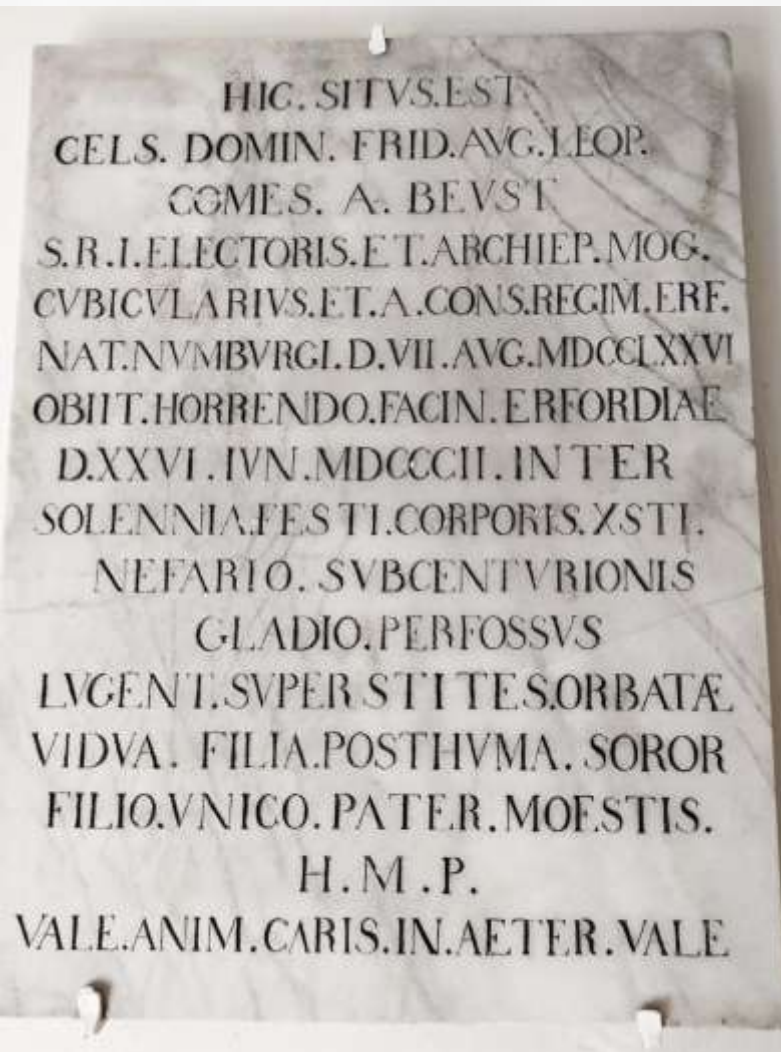 HIC. SITVS.EST
CELS. DOMIN. FRID.AVG.LEOP.
COMES. A. BEVST
S.R.I.ELECTORIS.ET.ARCHIEP.MOG.
CVBICVLARIVS.ET.A.CONS.REGIM.ERF.
NAT.NVMBVRGI.D.VII.AVG.MDCCLXXVI
OBIIT.HORRENDO.FACIN.ERFORDIAE
D.XXVI.IVN.MDCCCII.INTER
SOLENNIA.FESTI.CORPORIS.XSTI.
NEFARIO. SVBCENTVRIONIS
GLADIO.PERFOSSVS
LVGENT.SVPERSTITES.ORBATÆ
VIDVA. FILIA.POSTHVMA. SOROR
FILIO.VNICO. PATER. MOESTIS.
H.M.P.
VALE.ANIM.CARIS.IN.AETER.VALE